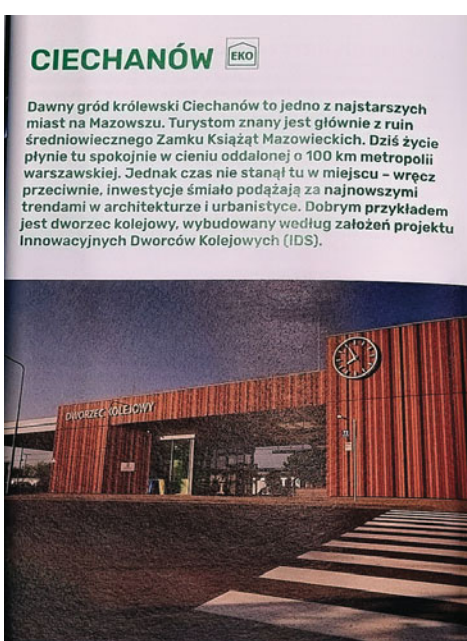 CIECHANÓW EKO
Dawny gród królewski Ciechanów to jedno z najstarszych
miast na Mazowszu. Turystom znany jest głównie z ruin
średniowiecznego Zamku Książąt Mazowieckich. Dziś życie
płynie tu spokojnie w cieniu oddalonej o 100 km metropolii
warszawskiej. Jednak czas nie stanął tu w miejscu – wręcz
przeciwnie, inwestycje śmiało podążają za najnowszymi
trendami w architekturze i urbanistyce. Dobrym przykładem
jest dworzec kolejowy, wybudowany według założeń projektu
Innowacyjnych Dworców Kolejowych (IDS).
DWORZEC KOLEJOWY